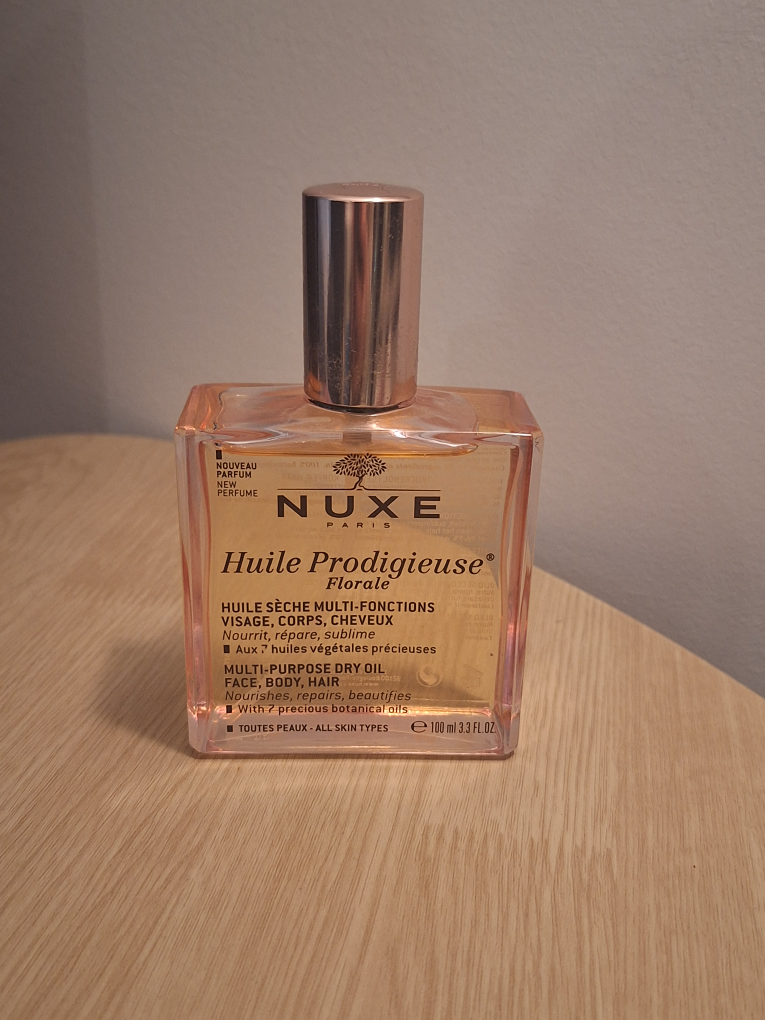 NOUVEAU
PARFUM
NEW
PERFUME
NUXE
PARIS
Huile Prodigieuse®
Florale
HUILE SÈCHE MULTI-FONCTIONS
VISAGE, CORPS, CHEVEUX
Nourrit, répare, sublime
Aux 7 huiles végétales précieuses
MULTI-PURPOSE DRY OIL
FACE, BODY, HAIR
Nourishes, repairs, beautifies
With 7 precious botanical oils
TOUTES PEAUX - ALL SKIN TYPES
℮ 100 ml 3.3 FL.OZ.